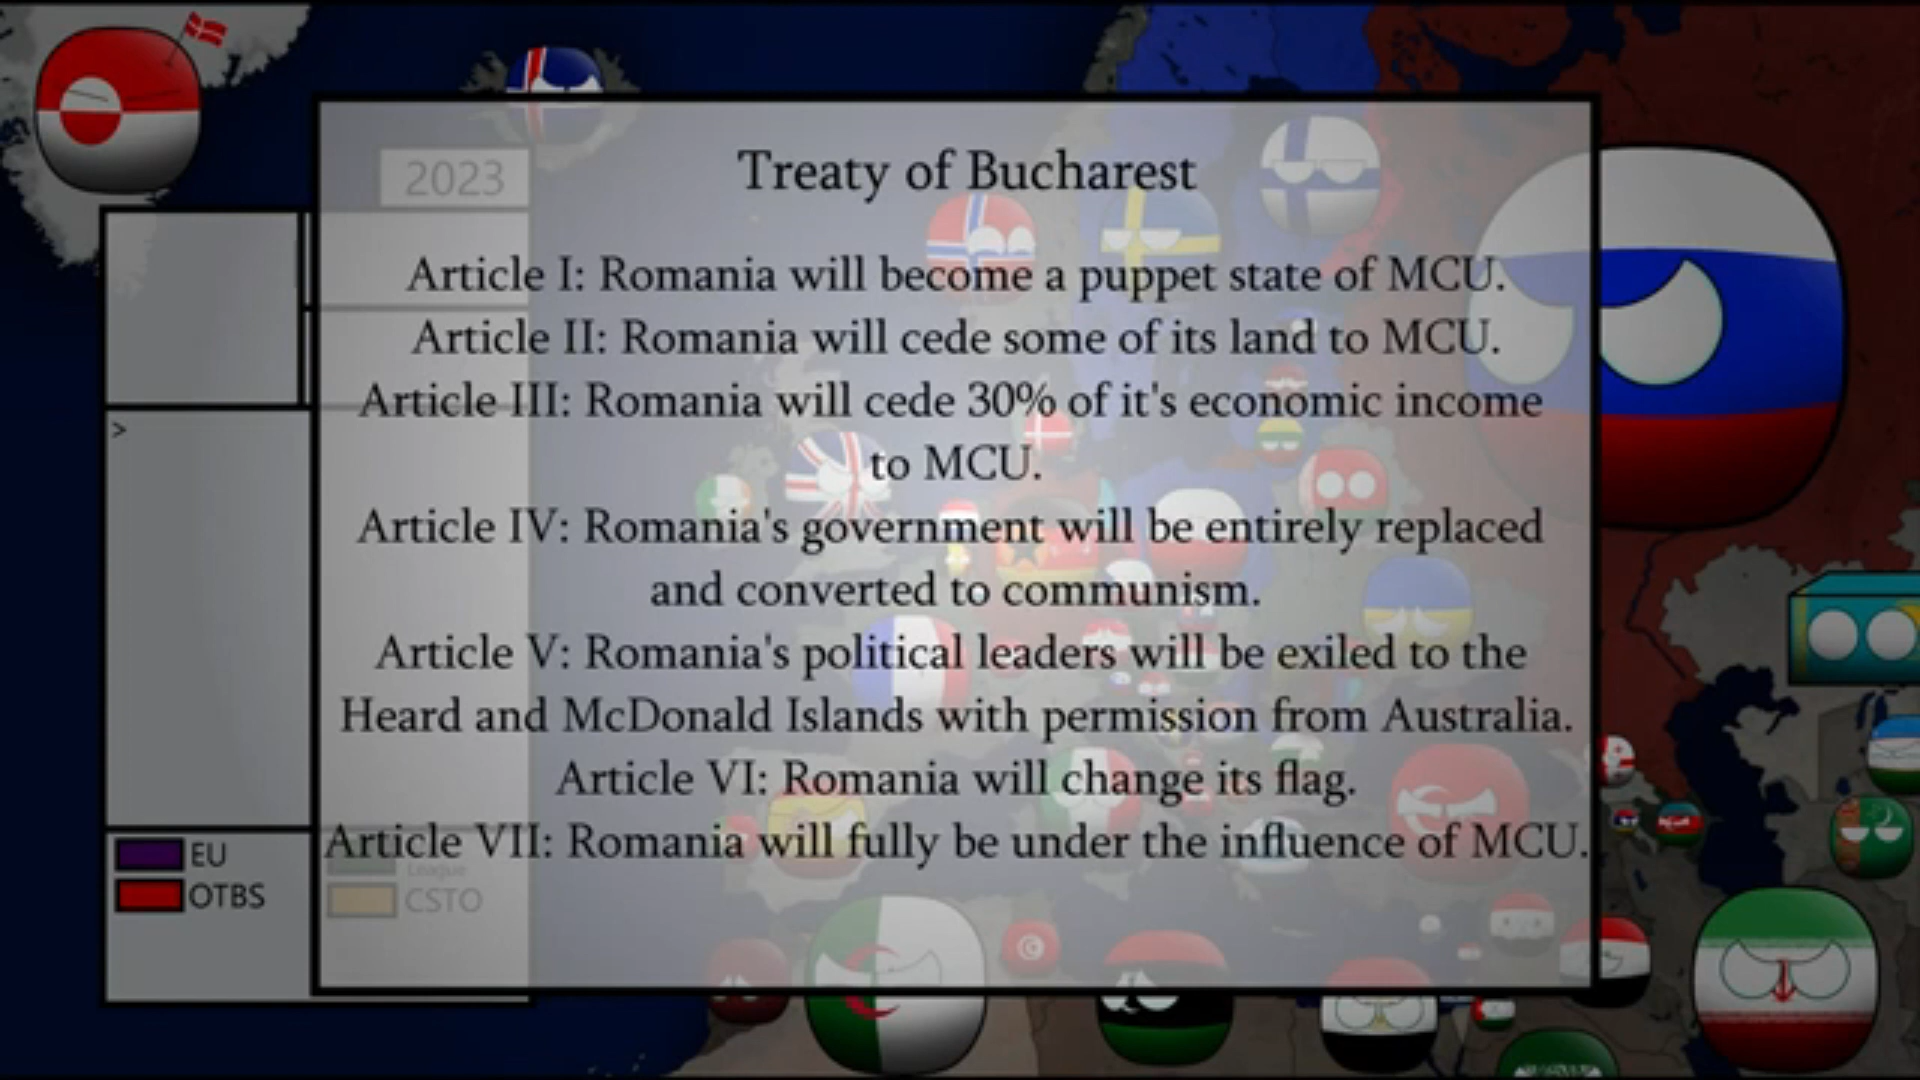 2023
Treaty of Bucharest
Article I: Romania will become a puppet state of MCU.
Article II: Romania will cede some of its land to MCU.
Article III: Romania will cede 30% of it's economic income
to MCU.
Article IV: Romania's government will be entirely replaced
and converted to communism.
Article V: Romania's political leaders will be exiled to the
Heard and McDonald Islands with permission from Australia.
Article VI: Romania will change its flag.
Article VII: Romania will fully be under the influence of MCU.
>
EU
League
OTBS
CSTO